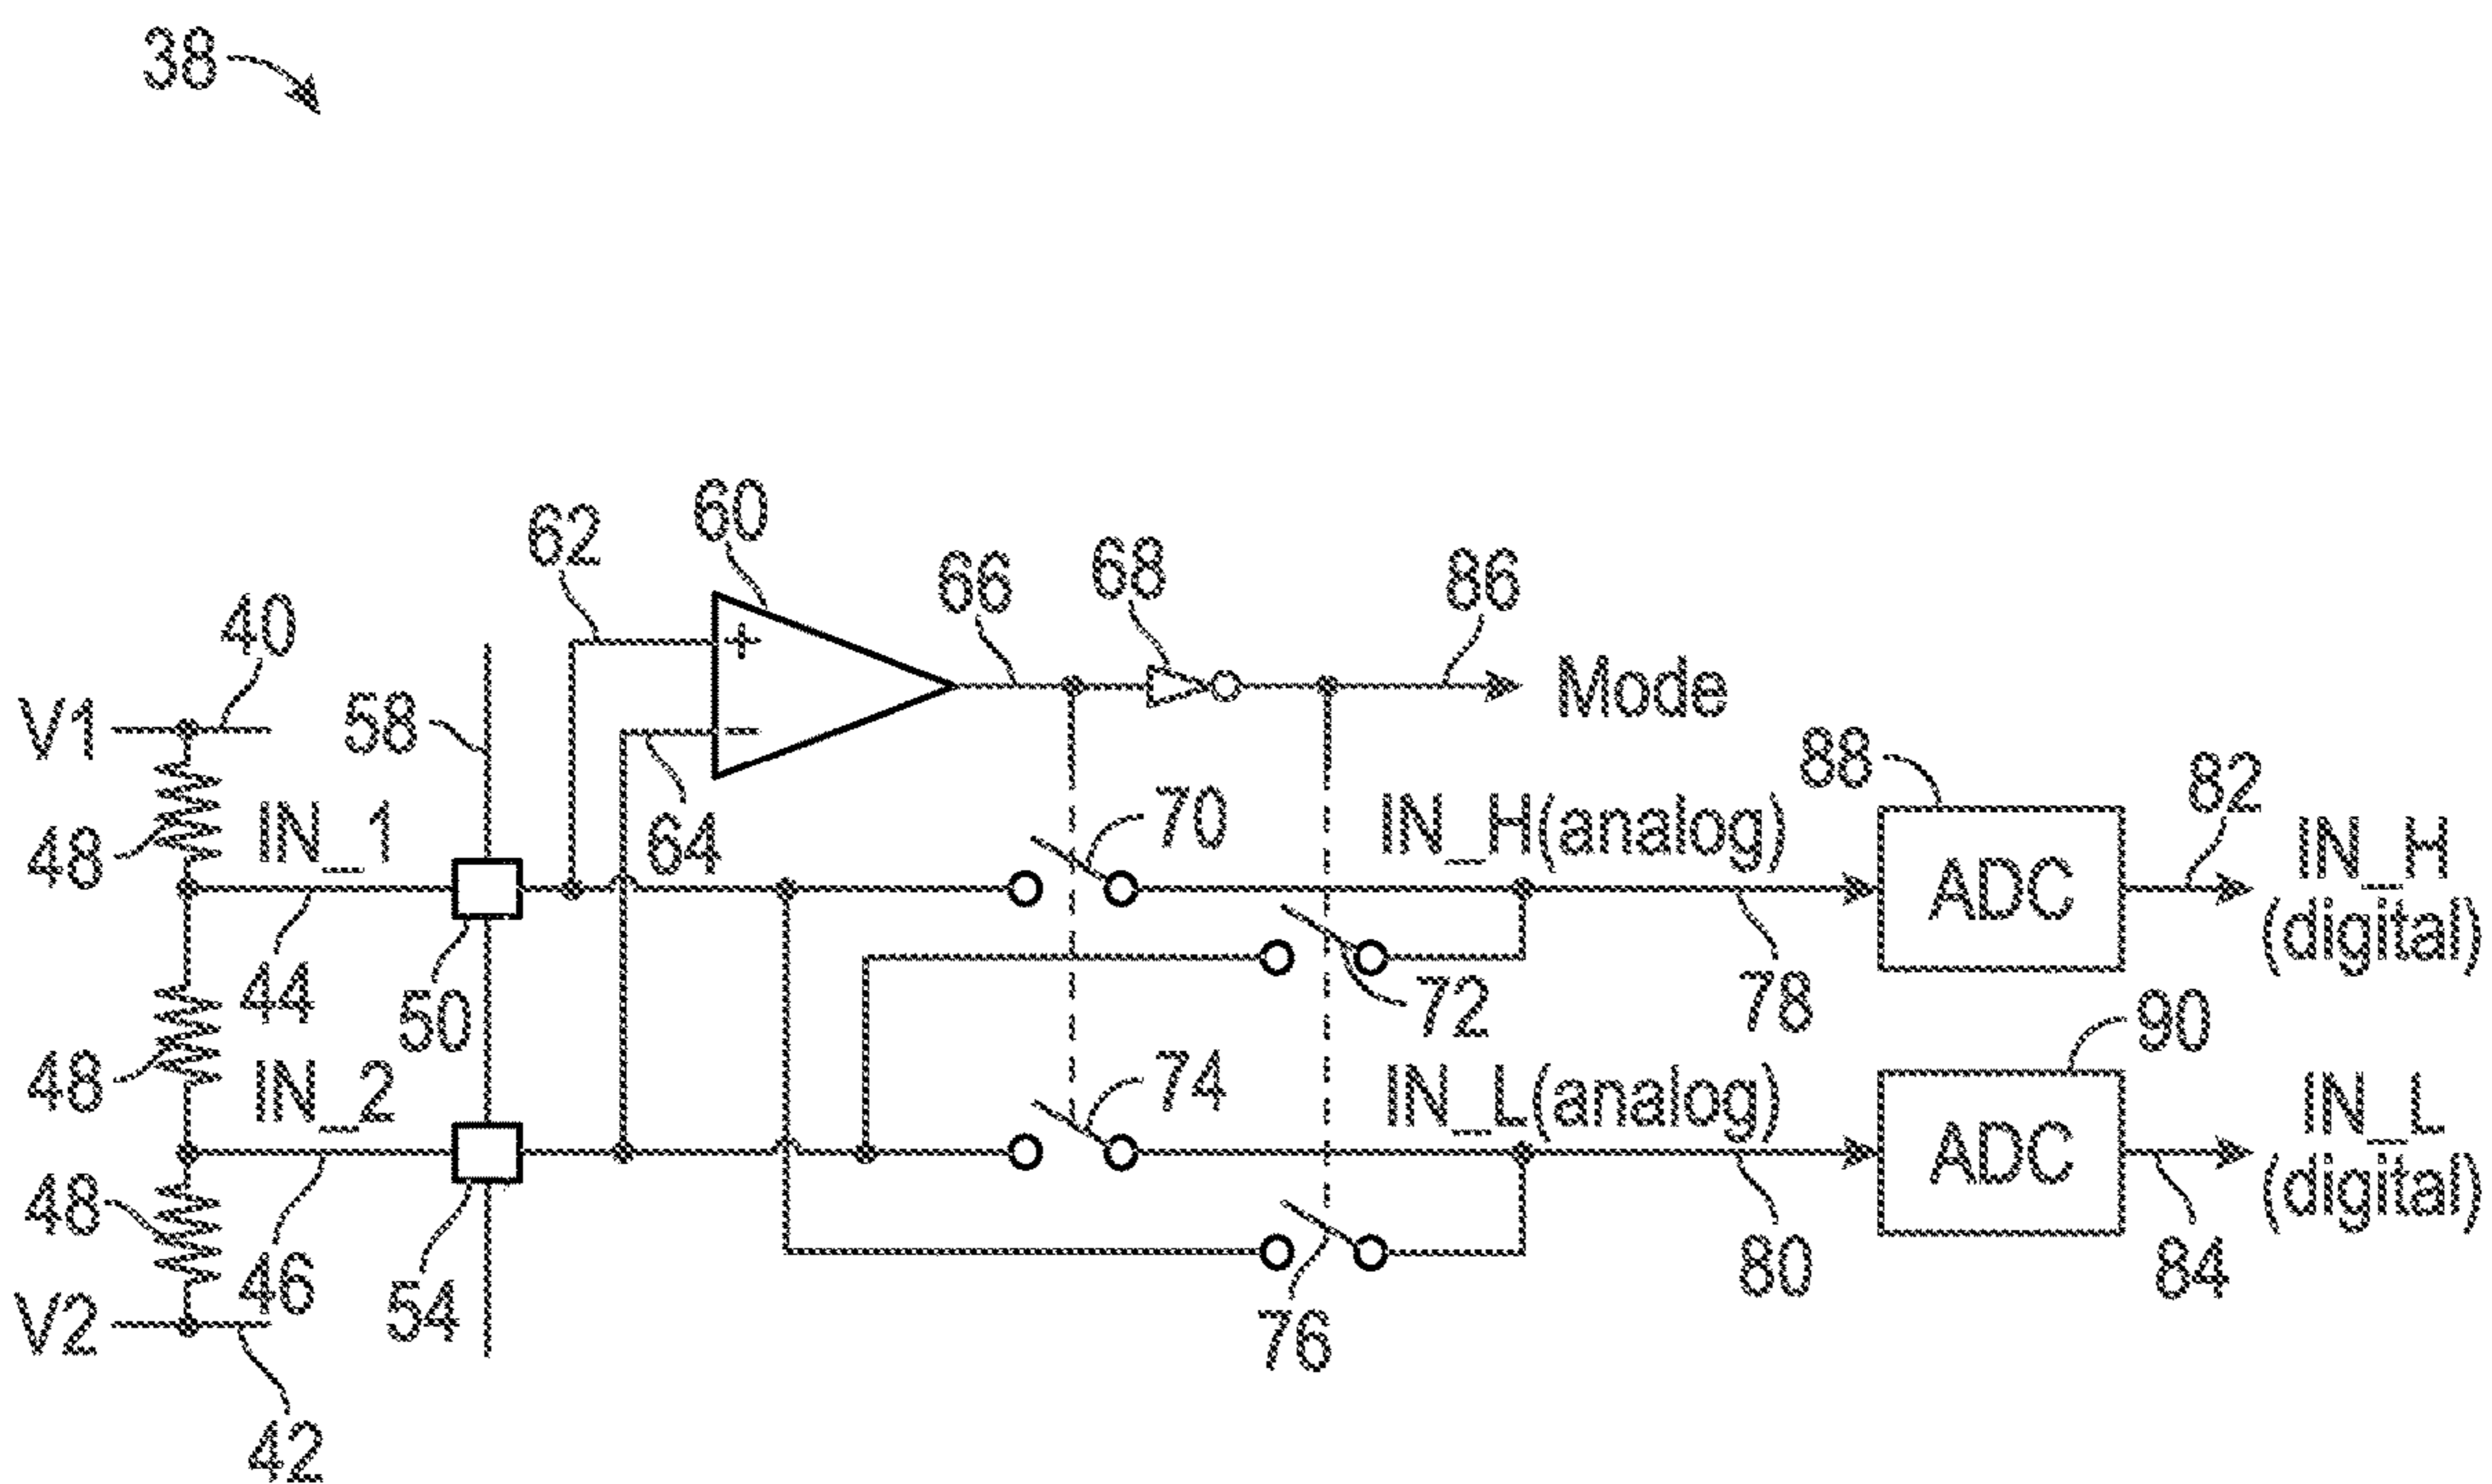 38
60
62
66
68
86
40
+
Mode
V1
58
−
88
82
48
IN_1
64
70
IN_H(analog)
ADC
IN_H
(digital)
44
50
72
78
90
48
IN_2
74
IN_L(analog)
ADC
IN_L
(digital)
48
46
54
76
80
84
V2
42